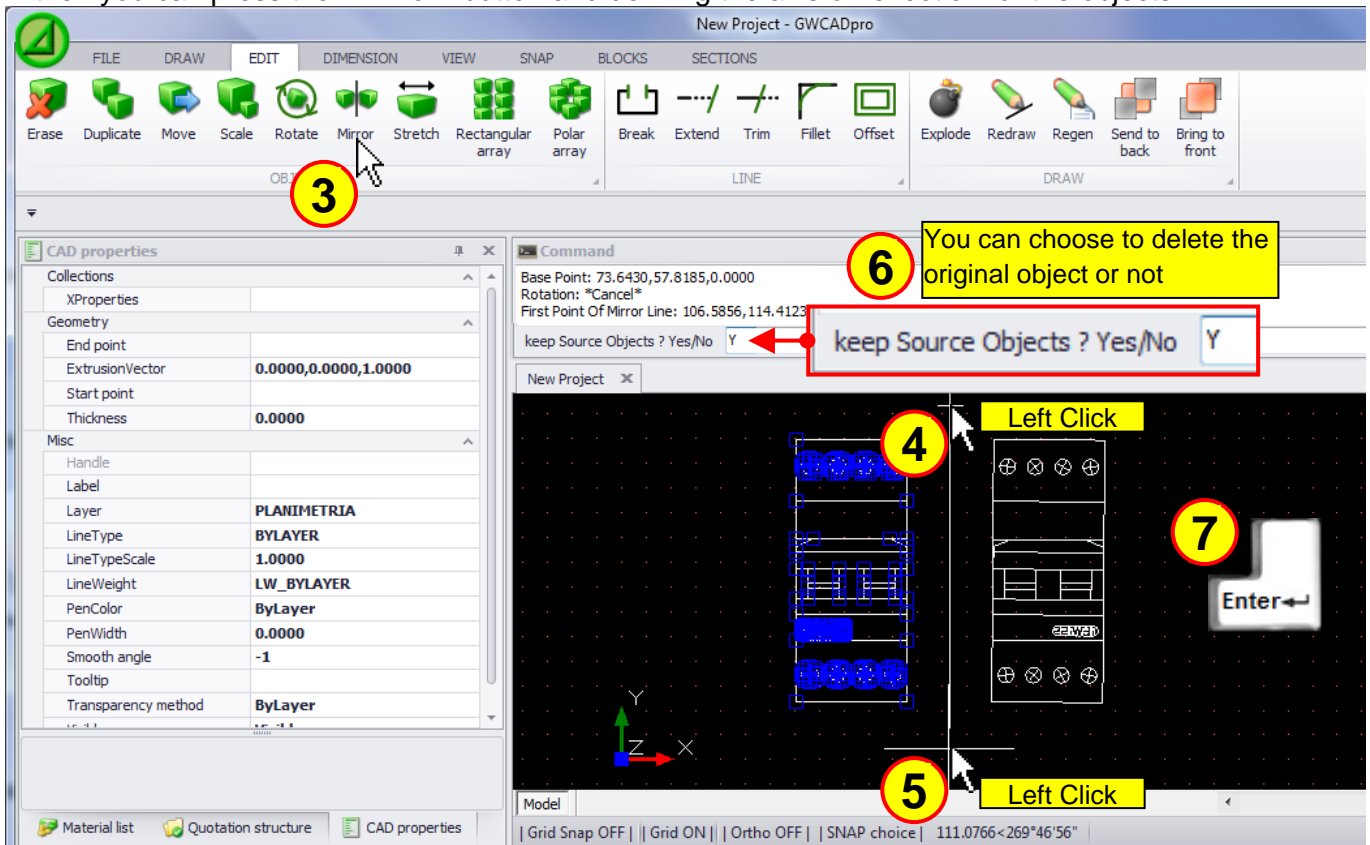 New Project - GWCADpro
FILE DRAW EDIT DIMENSION VIEW SNAP BLOCKS SECTIONS
Erase Duplicate Move Scale Rotate Mirror Stretch Rectangular array Polar array Break Extend Trim Fillet Offset Explode Redraw Regen Send to back Bring to front
3
LINE DRAW
CAD properties
Collections
XProperties
Geometry
End point
ExtrusionVector 0.0000,0.0000,1.0000
Start point
Thickness 0.0000
Misc
Handle
Label
Layer PLANIMETRIA
LineType BYLAYER
LineTypeScale 1.0000
LineWeight LW_BYLAYER
PenColor ByLayer
PenWidth 0.0000
Smooth angle -1
Tooltip
Transparency method ByLayer
Material list Quotation structure CAD properties
Command
Base Point: 73.6430,57.8185,0.0000
Rotation: *Cancel*
First Point Of Mirror Line: 106.5856,114.4123
keep Source Objects ? Yes/No Y
6
You can choose to delete the
original object or not
keep Source Objects ? Yes/No Y
New Project
4
Left Click
7
Enter
Y
Z X
5
Left Click
Model
| Grid Snap OFF | | Grid ON | | Ortho OFF | | SNAP choice | 111.0766<269°46'56"